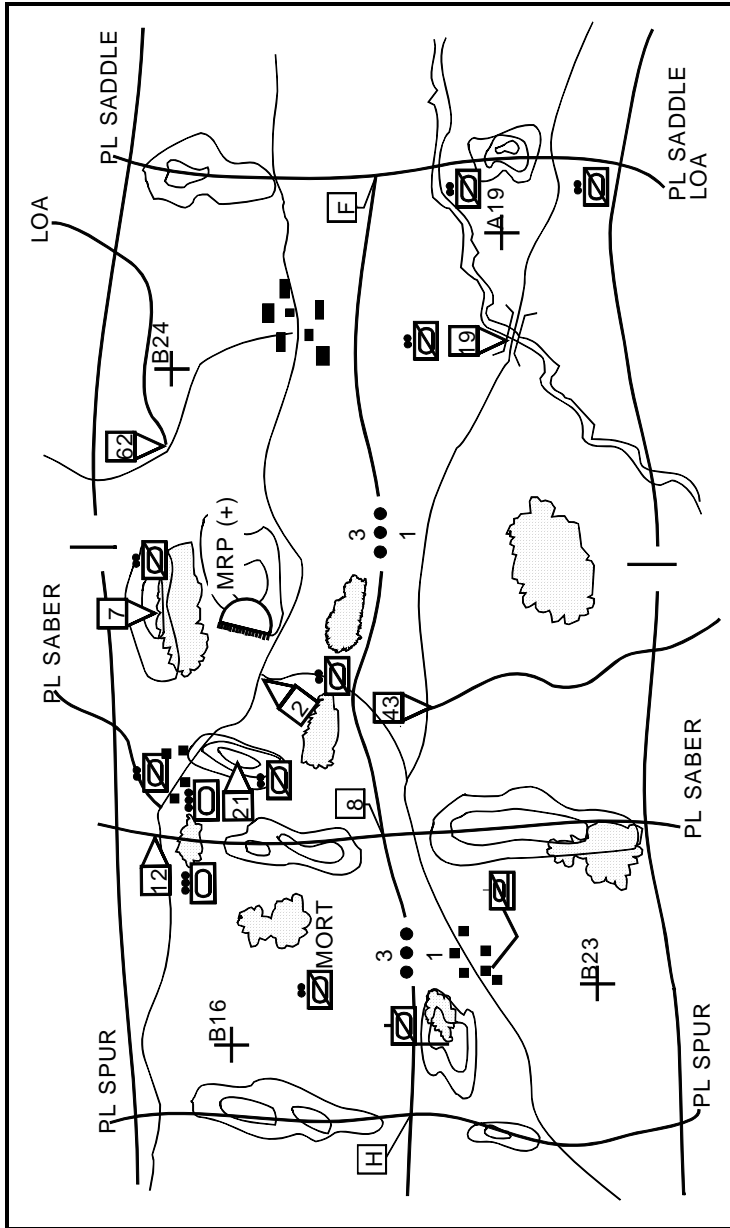 PL SADDLE
LOA
B24
62
F
A19
19
PL SADDLE
LOA
MRP (+)
7
3
1
PL SABER
2
43
21
8
12
PL SABER
MORT
3
1
B16
B23
PL SPUR
H
PL SPUR